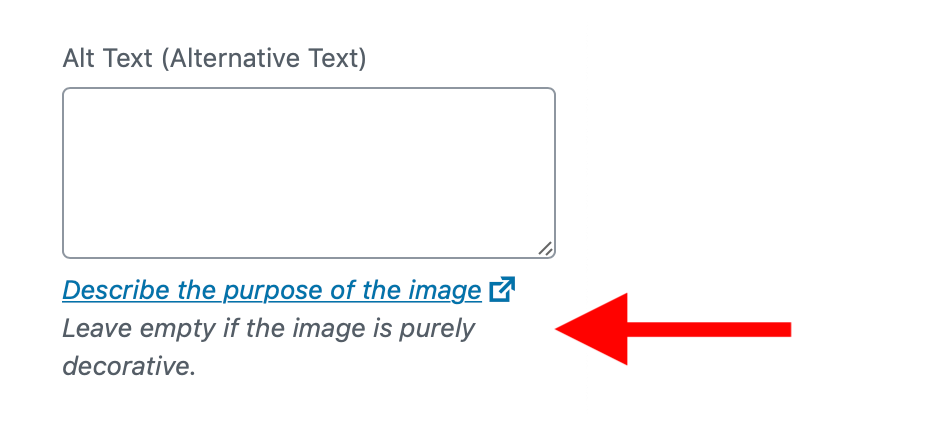 Alt Text (Alternative Text)
Describe the purpose of the image
Leave empty if the image is purely
decorative.